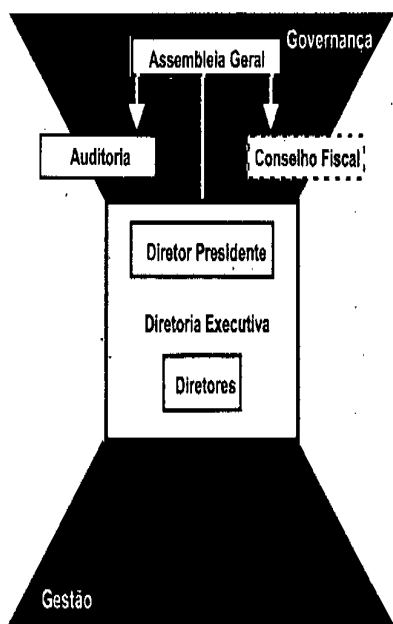 Governança
Assembleia Geral
Auditoria
Conselho Fiscal
Diretor Presidente
Diretoria Executiva
Diretores
Gestão